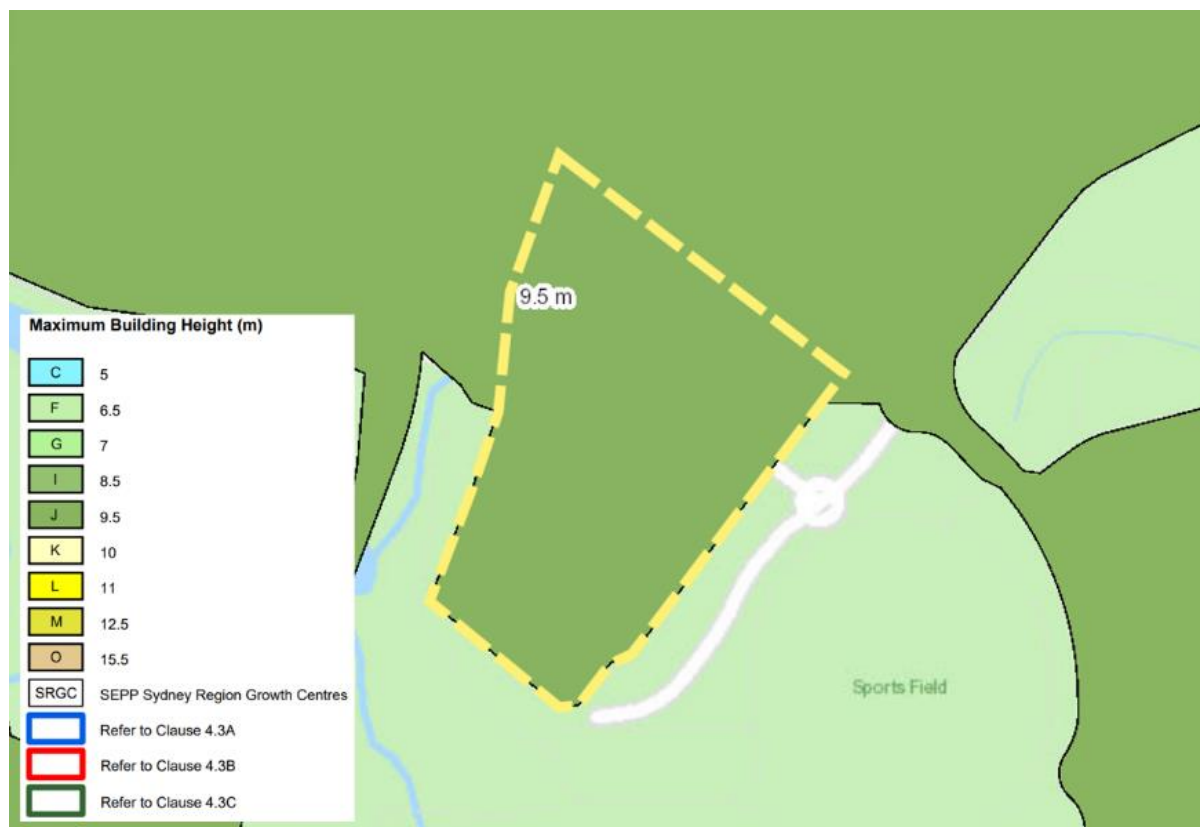 9.5 m
Maximum Building Height (m)
C 5
F 6.5
G 7
I 8.5
J 9.5
K 10
L 11
M 12.5
O 15.5
SRGC SEPP Sydney Region Growth Centres
Refer to Clause 4.3A
Refer to Clause 4.3B
Refer to Clause 4.3C
Sports Field